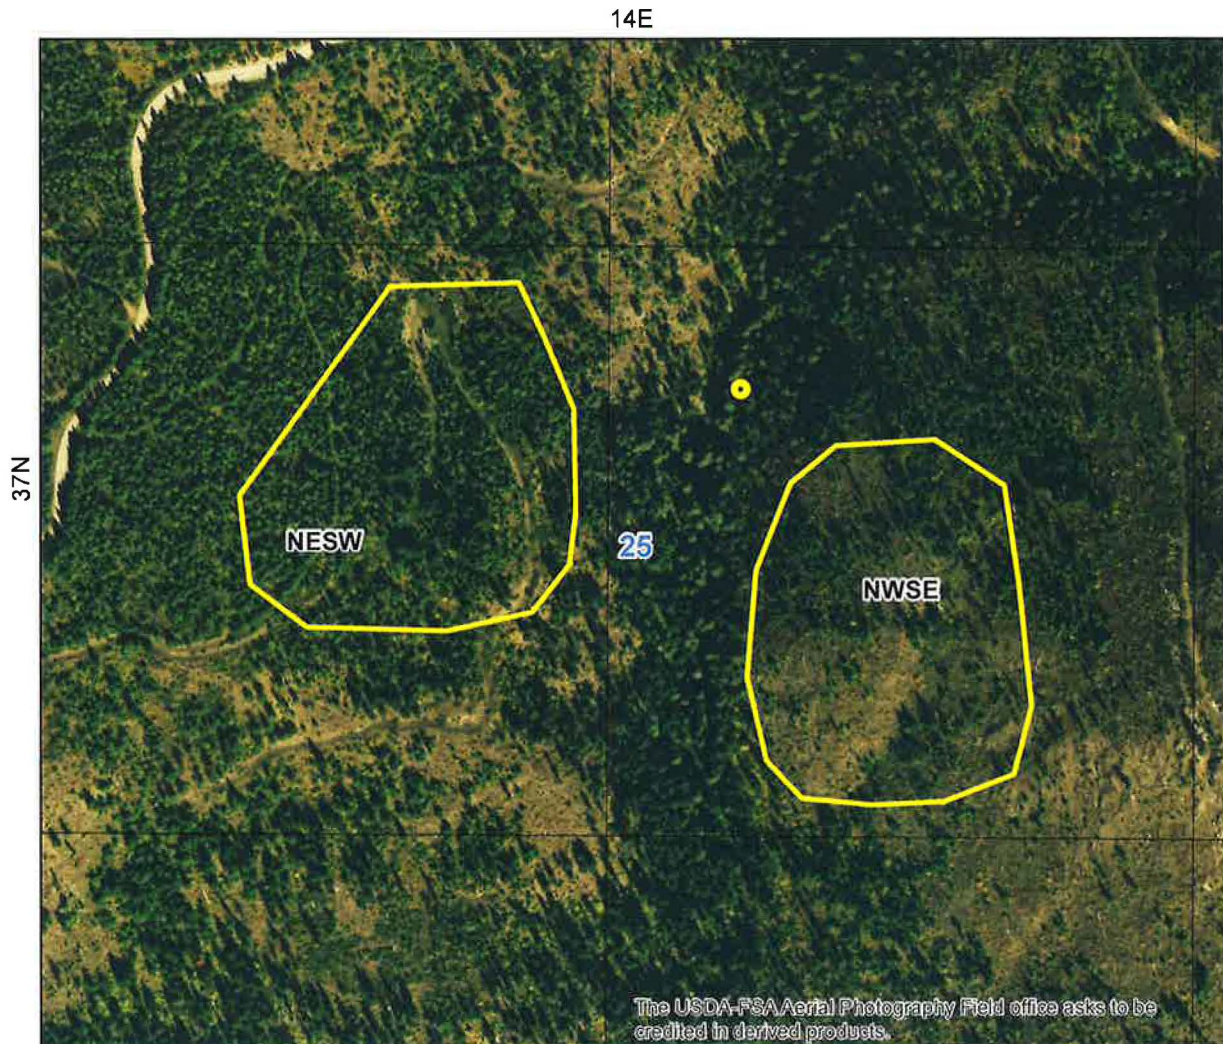 14E
37N
NESW
25
NWSE
The USDA-FSA Aerial Photography Field office asks to be
credited in derived products.